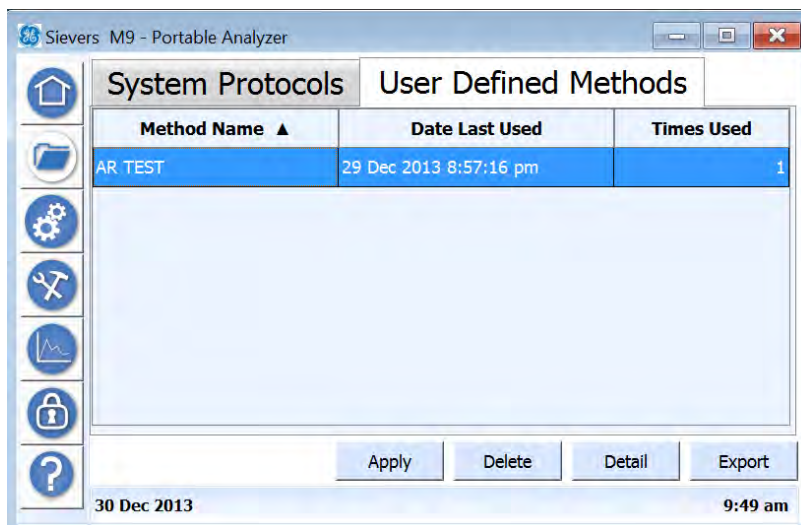 Sievers M9 - Portable Analyzer
System Protocols User Defined Methods
Method Name ▲ Date Last Used Times Used
AR TEST 29 Dec 2013 8:57:16 pm 1
Apply Delete Detail Export
30 Dec 2013 9:49 am